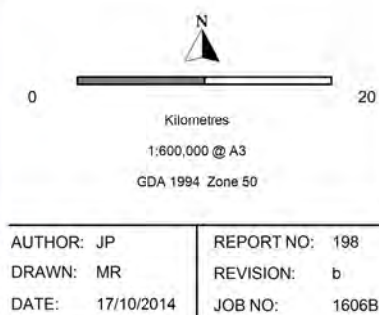 N
0 20
Kilometres
1:600,000 @ A3
GDA 1994 Zone 50
AUTHOR: JP REPORT NO: 198
DRAWN: MR REVISION: b
DATE: 17/10/2014 JOB NO: 1606B